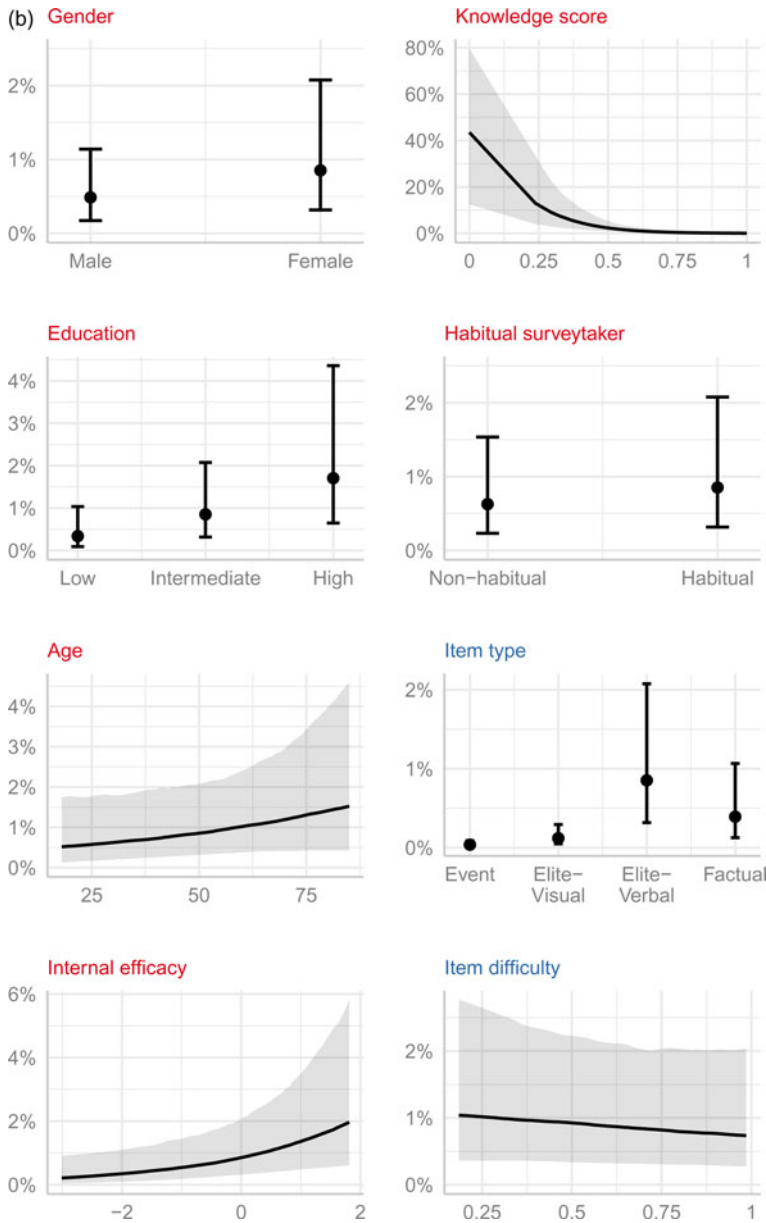 (b) Gender
2%
1%
0%
Male Female
Knowledge score
80%
60%
40%
20%
0%
0 0.25 0.5 0.75 1
Education
4%
3%
2%
1%
0%
Low Intermediate High
Habitual surveytaker
2%
1%
0%
Non-habitual Habitual
Age
4%
3%
2%
1%
0%
25 50 75
Item type
2%
1%
0%
Event Elite- Elite- Factual
Visual Verbal
Internal efficacy
6%
4%
2%
0%
−2 0 2
Item difficulty
2%
1%
0%
0.25 0.5 0.75 1